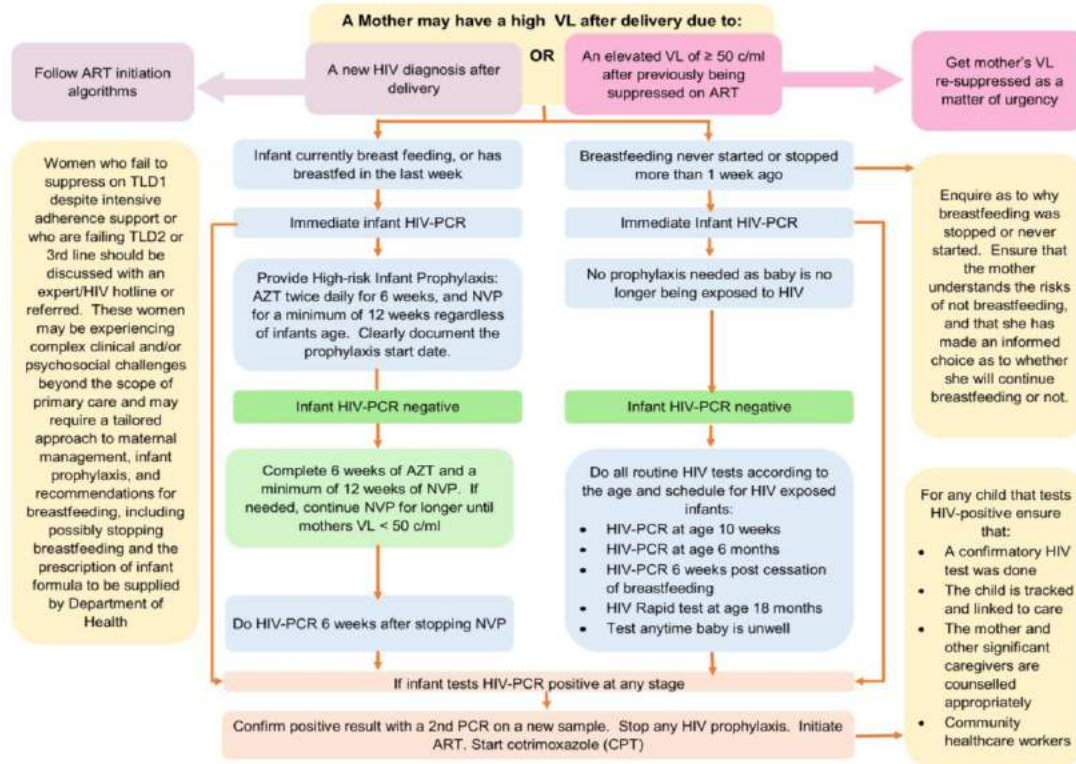 A Mother may have a high VL after delivery due to:
Follow ART initiation
algorithms
A new HIV diagnosis after
delivery
OR
An elevated VL of ≥ 50 c/ml
after previously being
suppressed on ART
Get mother's VL
re-suppressed as a
matter of urgency
Women who fail to
suppress on TLD1
despite intensive
adherence support or
who are failing TLD2 or
3rd line should be
discussed with an
expert/HIV hotline or
referred. These women
may be experiencing
complex clinical and/or
psychosocial challenges
beyond the scope of
primary care and may
require a tailored
approach to maternal
management, infant
prophylaxis, and
recommendations for
breastfeeding, including
possibly stopping
breastfeeding and the
prescription of infant
formula to be supplied
by Department of
Health
Infant currently breast feeding, or has
breastfed in the last week
Immediate infant HIV-PCR
Provide High-risk Infant Prophylaxis:
AZT twice daily for 6 weeks, and NVP
for a minimum of 12 weeks regardless
of infants age. Clearly document the
prophylaxis start date.
Infant HIV-PCR negative
Complete 6 weeks of AZT and a
minimum of 12 weeks of NVP. If
needed, continue NVP for longer until
mothers VL < 50 c/ml
Do HIV-PCR 6 weeks after stopping NVP
Breastfeeding never started or stopped
more than 1 week ago
Immediate Infant HIV-PCR
No prophylaxis needed as baby is no
longer being exposed to HIV
Infant HIV-PCR negative
Do all routine HIV tests according to
the age and schedule for HIV exposed
infants:
• HIV-PCR at age 10 weeks
• HIV-PCR at age 6 months
• HIV-PCR 6 weeks post cessation
of breastfeeding
• HIV Rapid test at age 18 months
• Test anytime baby is unwell
Enquire as to why
breastfeeding was
stopped or never
started. Ensure that
the mother
understands the risks
of not breastfeeding,
and that she has
made an informed
choice as to whether
she will continue
breastfeeding or not.
For any child that tests
HIV-positive ensure
that:
• A confirmatory HIV
test was done
• The child is tracked
and linked to care
• The mother and
other significant
caregivers are
counselled
appropriately
• Community
healthcare workers
If infant tests HIV-PCR positive at any stage
Confirm positive result with a 2nd PCR on a new sample. Stop any HIV prophylaxis. Initiate
ART. Start cotrimoxazole (CPT)